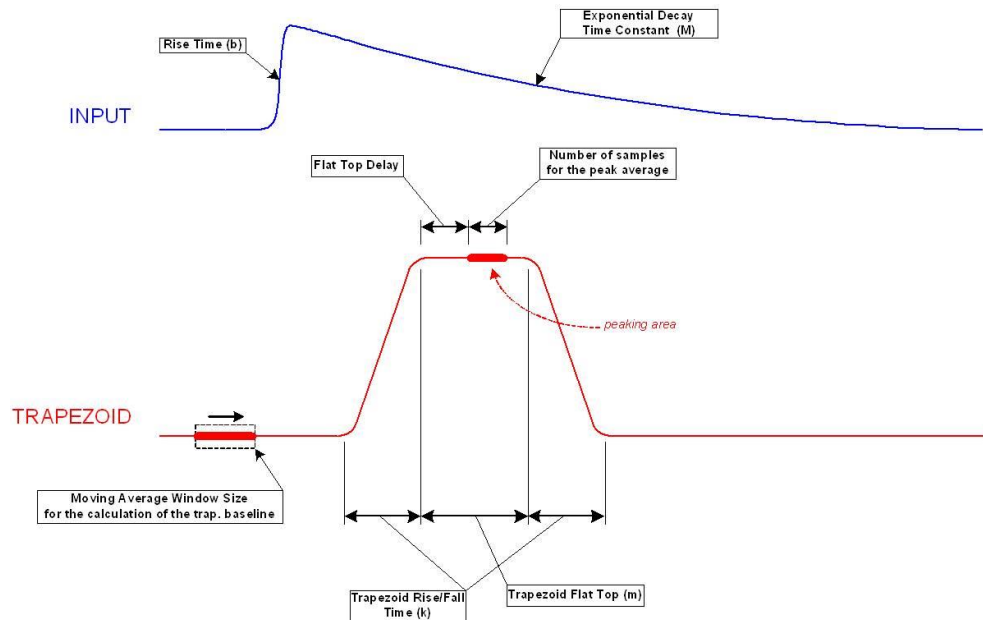 Exponential Decay
Time Constant (M)
Rise Time (b)
INPUT
Number of samples
for the peak average
Flat Top Delay
peaking area
TRAPEZOID
Moving Average Window Size
for the calculation of the trap. baseline
Trapezoid Rise/Fall
Time (k)
Trapezoid Flat Top (m)